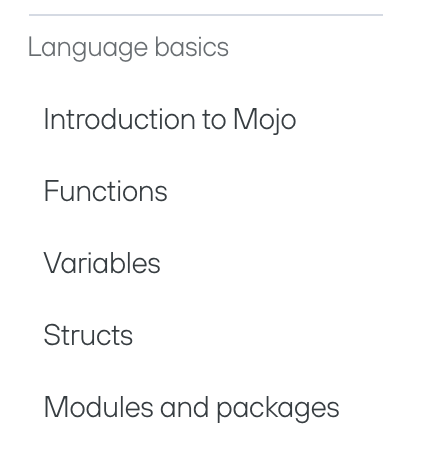 Language basics
Introduction to Mojo
Functions
Variables
Structs
Modules and packages